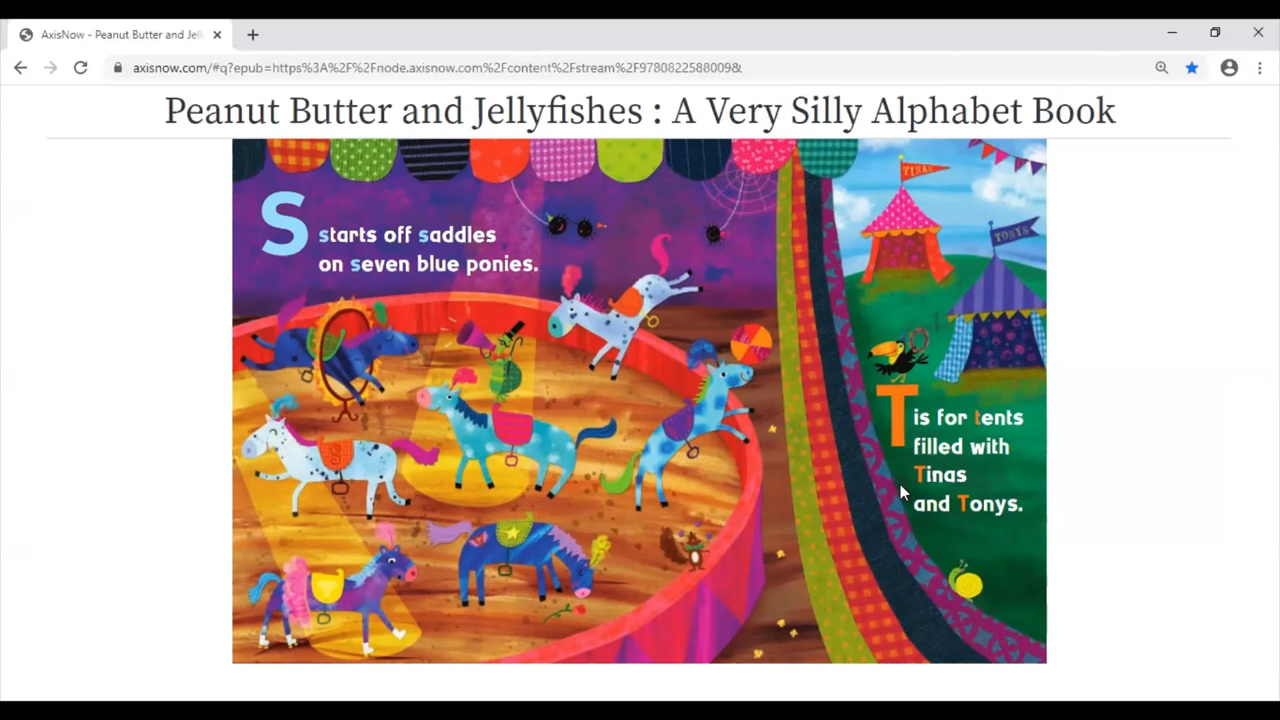 AxisNow - Peanut Butter and Jell
axisnow.com/#q?epub=https%3A%2F%2Fnode.axisnow.com%2Fcontent%2Fstream%2F9780822588009&
Peanut Butter and Jellyfishes : A Very Silly Alphabet Book
S starts off saddles
on seven blue ponies.
TINAS
TONYS
T is for tents
filled with
Tinas
and Tonys.
S